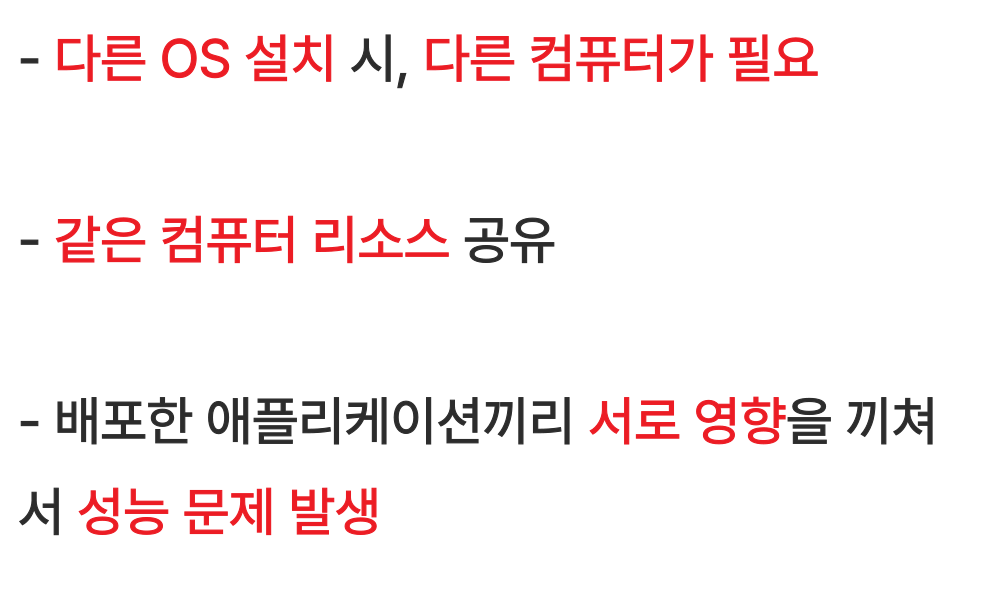 - 다른 OS 설치 시, 다른 컴퓨터가 필요
- 같은 컴퓨터 리소스 공유
- 배포한 애플리케이션끼리 서로 영향을 끼쳐
서 성능 문제 발생